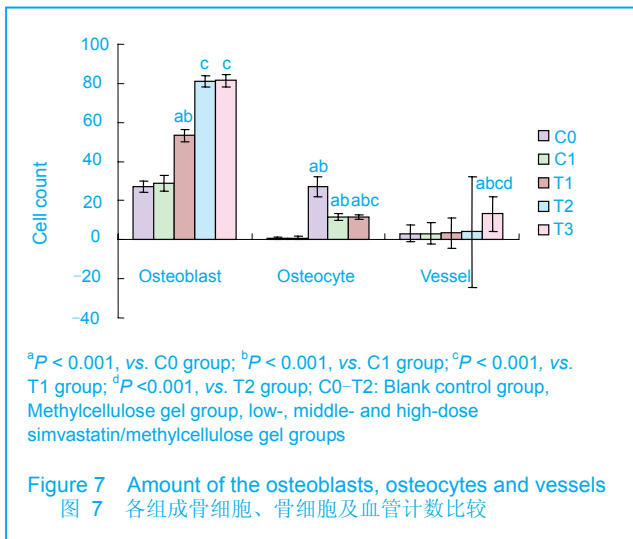 100
80
60
40
20
0
−20
−40
Cell count
c c
ab
ab
ab abc
abcd
Osteoblast Osteocyte Vessel
C0
C1
T1
T2
T3
ᵃP < 0.001, vs. C0 group; ᵇP < 0.001, vs. C1 group; ᶜP < 0.001, vs.
T1 group; ᵈP <0.001, vs. T2 group; C0−T2: Blank control group,
Methylcellulose gel group, low-, middle- and high-dose
simvastatin/methylcellulose gel groups
Figure 7 Amount of the osteoblasts, osteocytes and vessels
图 7 各组成骨细胞、骨细胞及血管计数比较